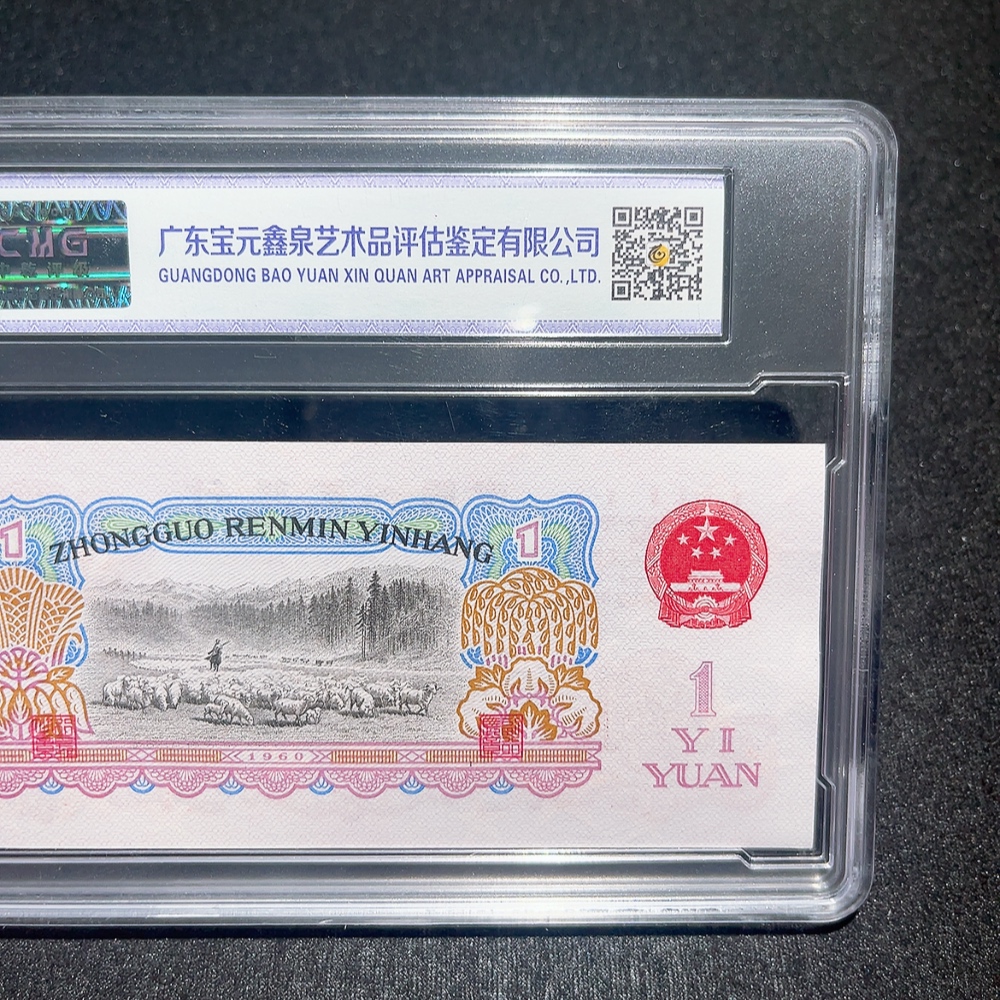 CMG
广东宝元鑫泉艺术品评估鉴定有限公司
GUANGDONG BAO YUAN XIN QUAN ART APPRAISAL CO.,LTD.
1
ZHONGGUO RENMIN YINHANG
1
1960
1
YI
YUAN